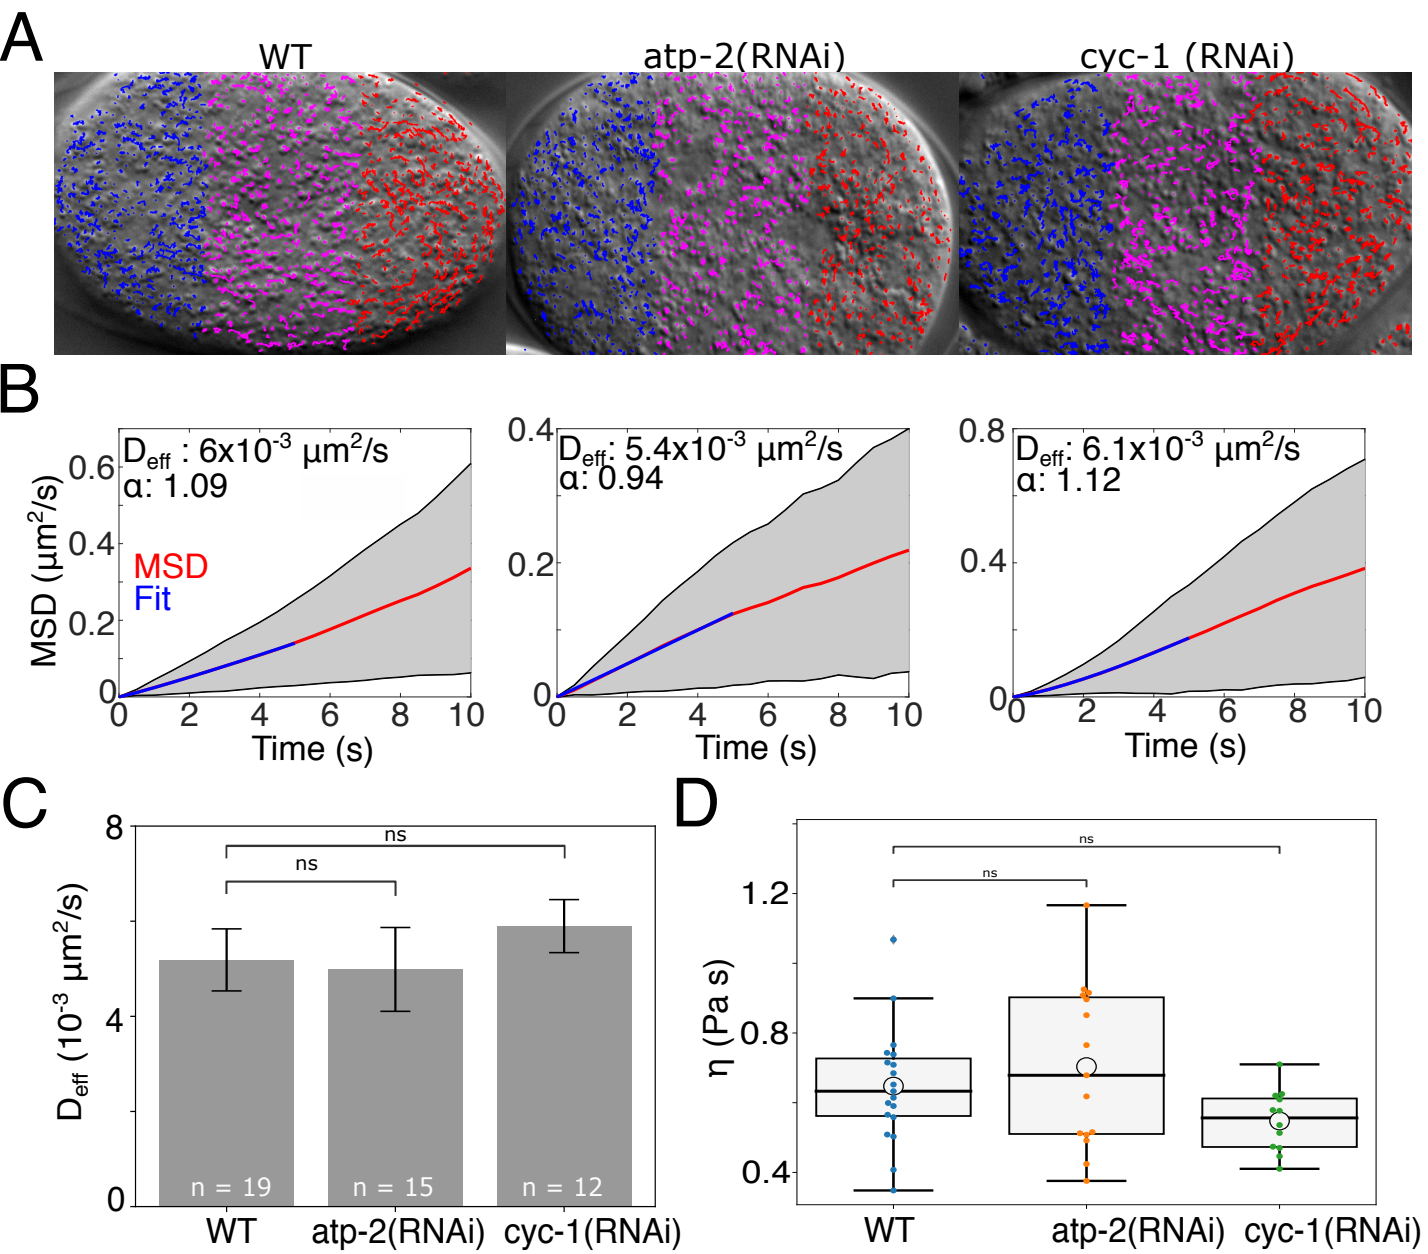 A
WT
atp-2(RNAi)
cyc-1 (RNAi)
B
MSD (μm²/s)
0.6
0.4
0.2
0
D_eff : 6x10⁻³ μm²/s
α: 1.09
MSD
Fit
0 2 4 6 8 10
Time (s)
0.4
0.2
0
D_eff: 5.4x10⁻³ μm²/s
α: 0.94
0 2 4 6 8 10
Time (s)
0.8
0.4
0
D_eff: 6.1x10⁻³ μm²/s
α: 1.12
0 2 4 6 8 10
Time (s)
C
D_eff (10⁻³ μm²/s)
8
4
0
ns
ns
n = 19
n = 15
n = 12
WT
atp-2(RNAi)
cyc-1(RNAi)
D
η (Pa s)
1.2
0.8
0.4
ns
ns
WT
atp-2(RNAi)
cyc-1(RNAi)